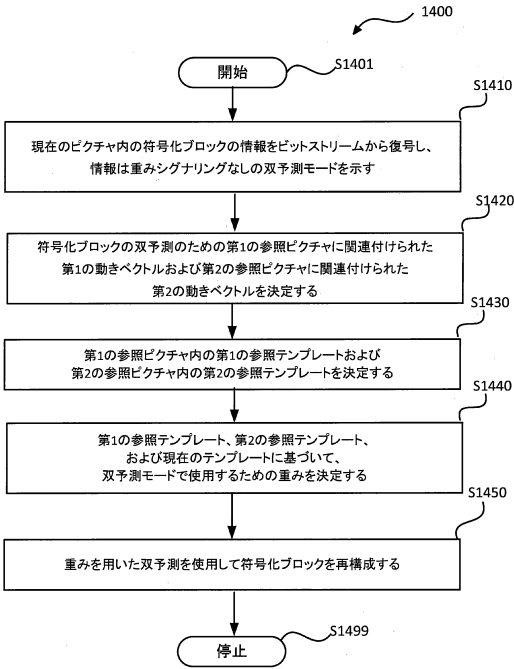 1400
開始
S1401
S1410
現在のピクチャ内の符号化ブロックの情報をビットストリームから復号し、
情報は重みシグナリングなしの双予測モードを示す
S1420
符号化ブロックの双予測のための第1の参照ピクチャに関連付けられた
第1の動きベクトルおよび第2の参照ピクチャに関連付けられた
第2の動きベクトルを決定する
S1430
第1の参照ピクチャ内の第1の参照テンプレートおよび
第2の参照ピクチャ内の第2の参照テンプレートを決定する
S1440
第1の参照テンプレート、第2の参照テンプレート、
および現在のテンプレートに基づいて、
双予測モードで使用するための重みを決定する
S1450
重みを用いた双予測を使用して符号化ブロックを再構成する
停止
S1499